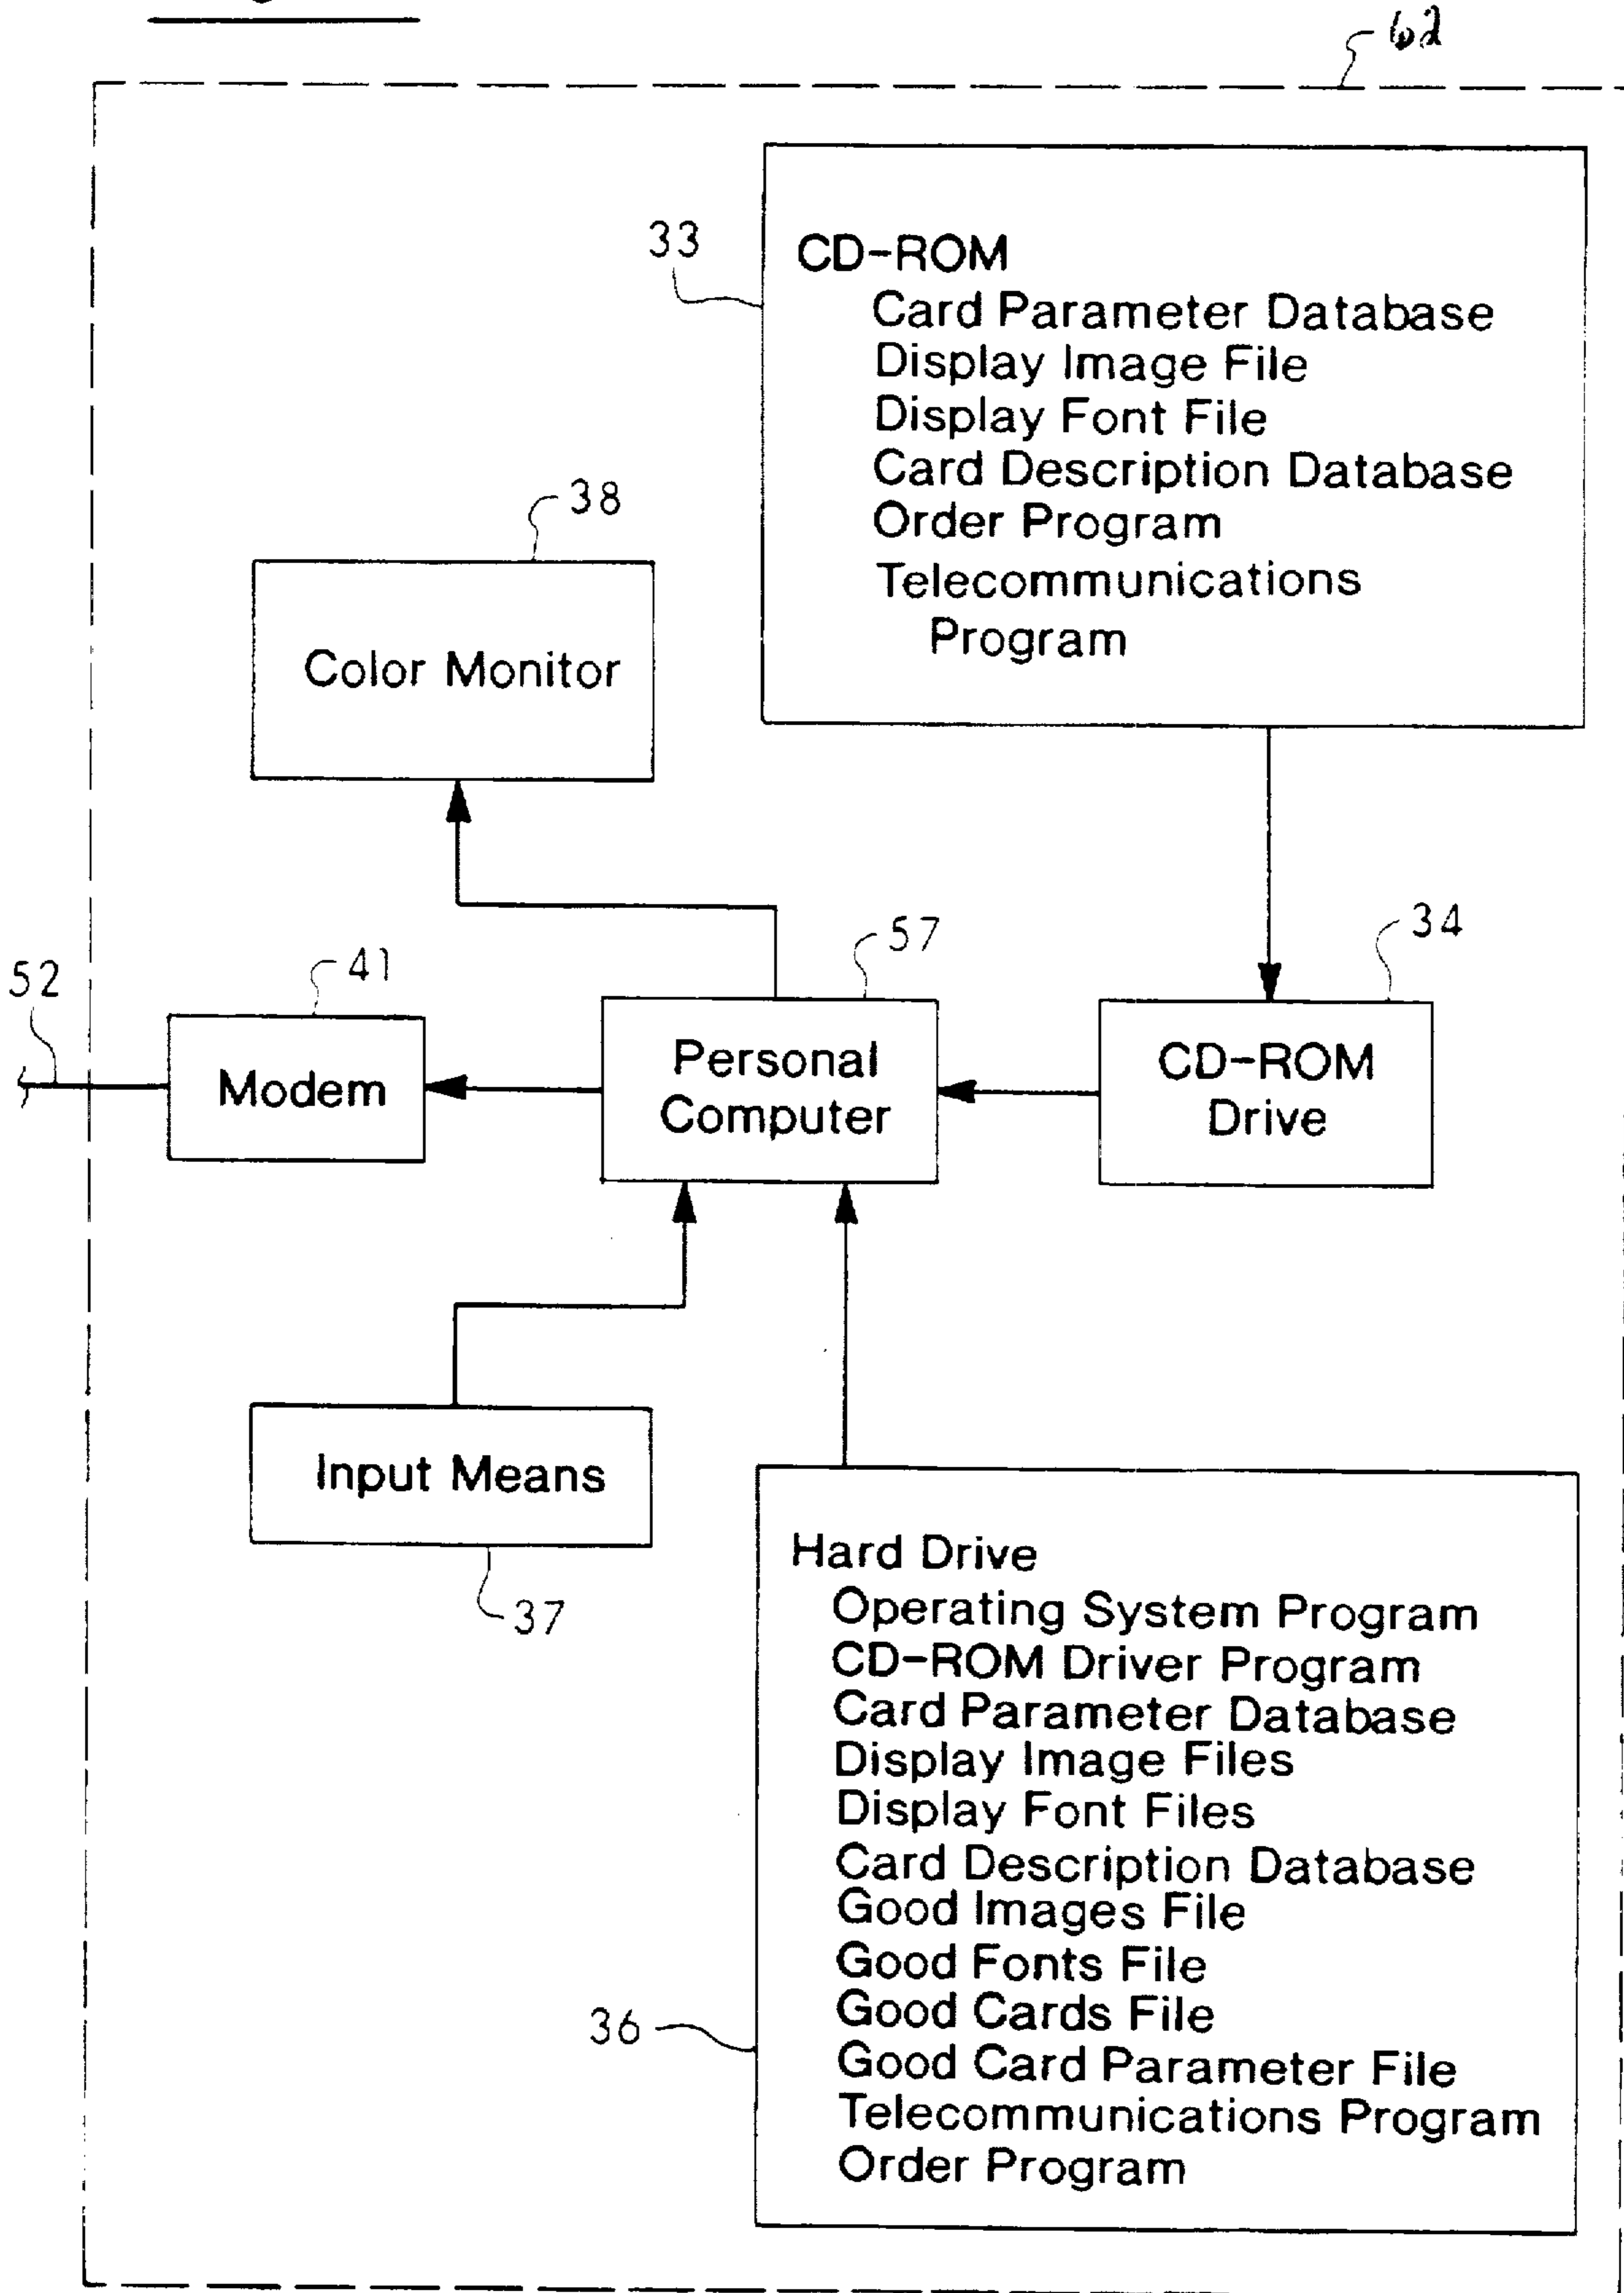 62
33
CD-ROM
Card Parameter Database
Display Image File
Display Font File
Card Description Database
Order Program
Telecommunications
Program
38
Color Monitor
52
41
Modem
57
Personal
Computer
34
CD-ROM
Drive
Input Means
37
Hard Drive
Operating System Program
CD-ROM Driver Program
Card Parameter Database
Display Image Files
Display Font Files
Card Description Database
Good Images File
Good Fonts File
Good Cards File
36
Good Card Parameter File
Telecommunications Program
Order Program